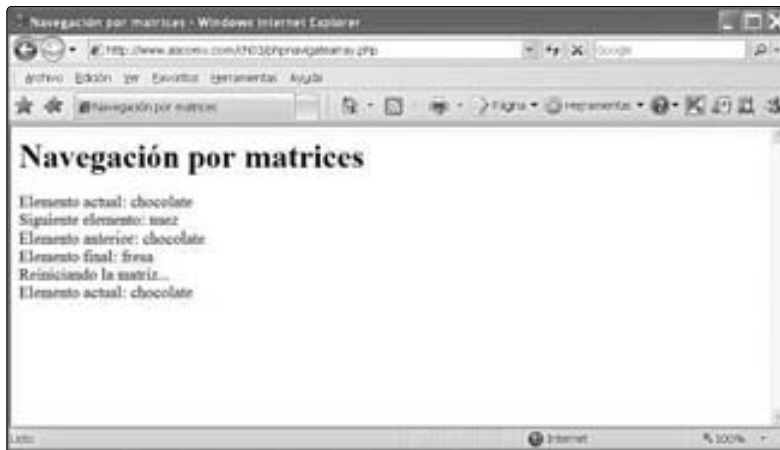 Navegación por matrices - Windows Internet Explorer
Google
Archivo Edición Ver Favoritos Herramientas Ayuda
Navegación por matrices
Página Herramientas
Navegación por matrices
Elemento actual: chocolate
Siguiente elemento: nuez
Elemento anterior: chocolate
Elemento final: fresa
Reiniciando la matriz...
Elemento actual: chocolate
Listo
Internet
100%